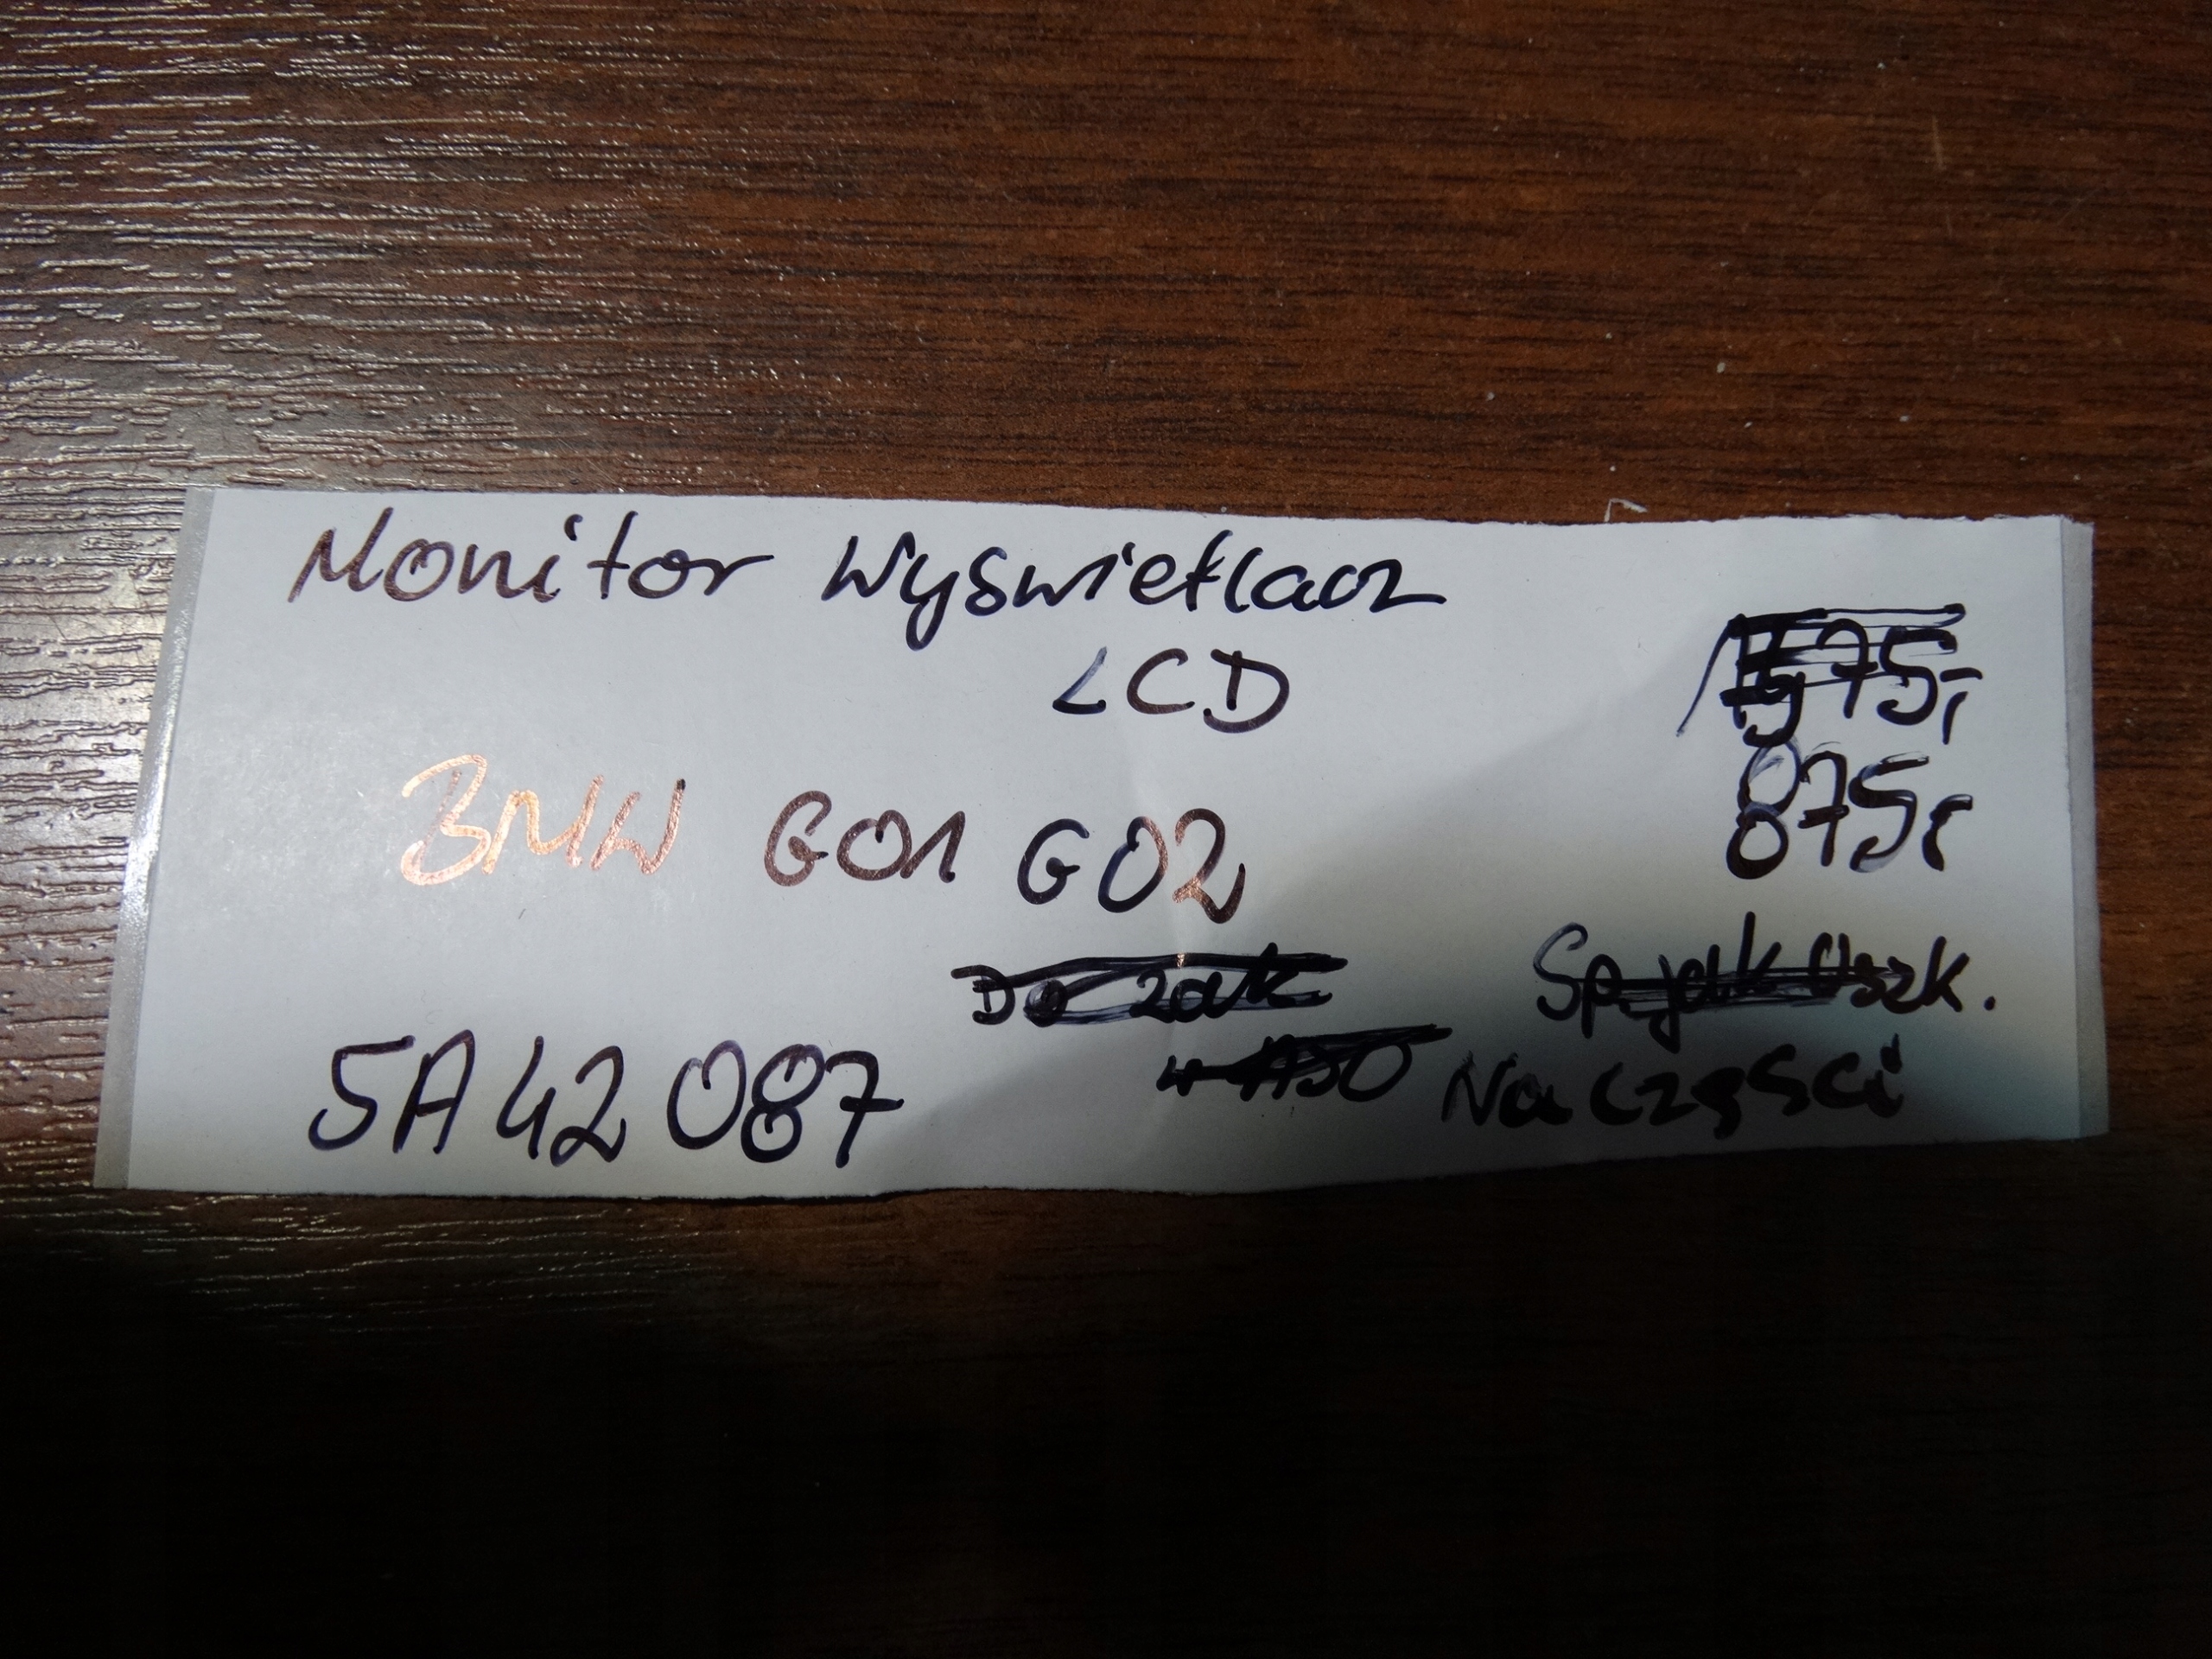 Monitor Wyswietlacz
LCD
875,-
BMW G01 G02
5A42087
Na części